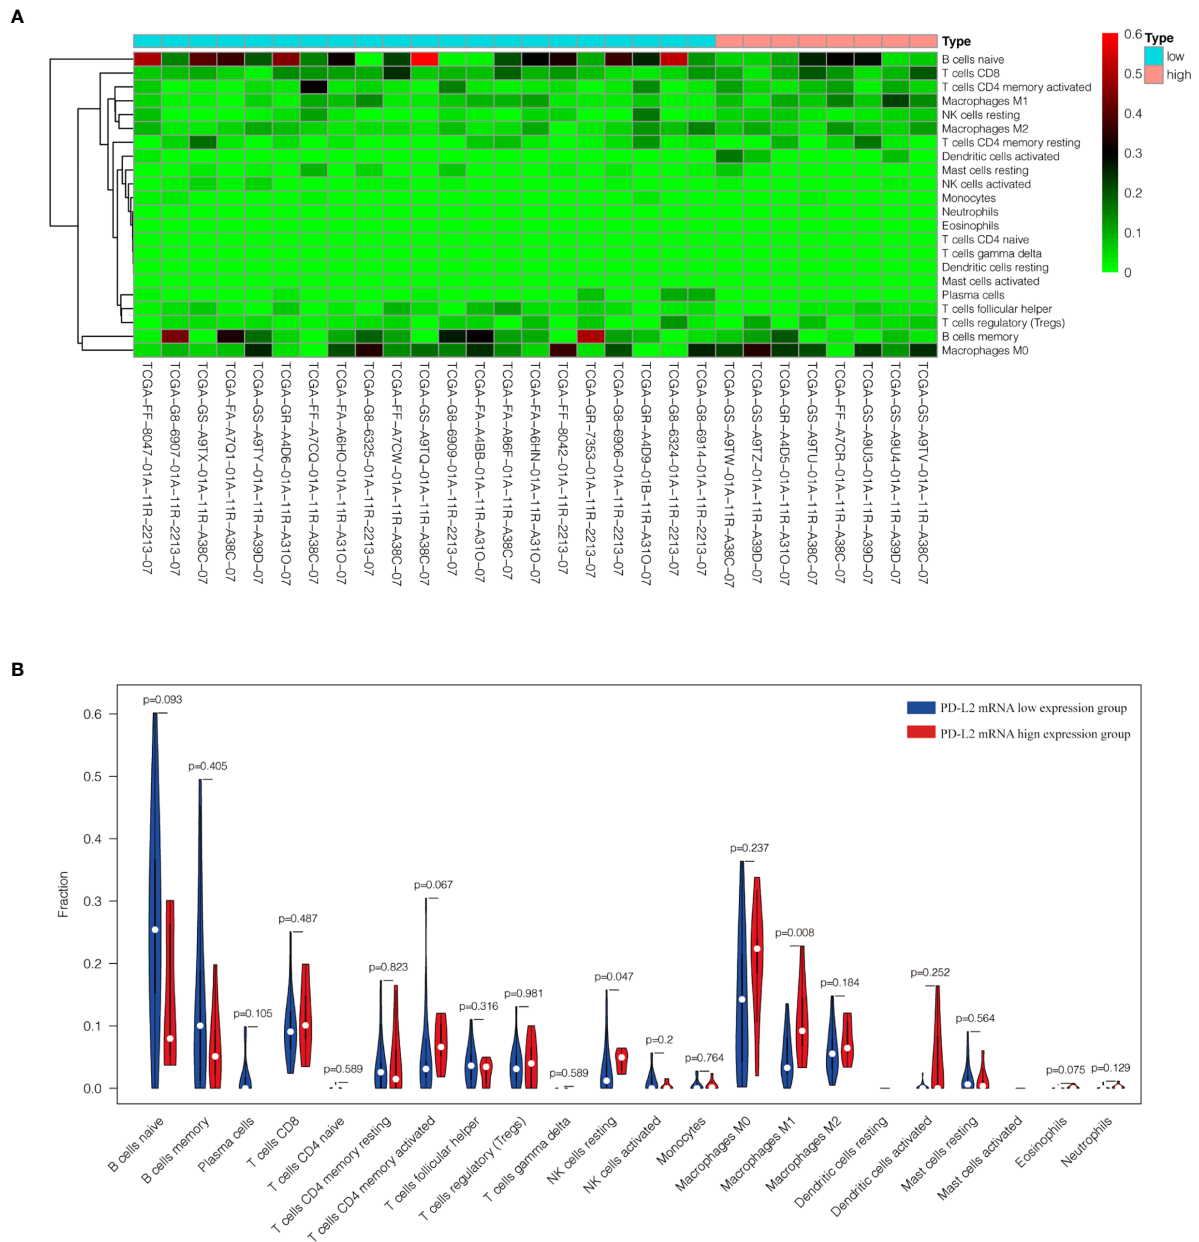 A
Type
B cells naive
T cells CD8
T cells CD4 memory activated
Macrophages M1
NK cells resting
Macrophages M2
T cells CD4 memory resting
Dendritic cells activated
Mast cells resting
NK cells activated
Monocytes
Neutrophils
Eosinophils
T cells CD4 naive
T cells gamma delta
Dendritic cells resting
Mast cells activated
Plasma cells
T cells follicular helper
T cells regulatory (Tregs)
B cells memory
Macrophages M0
0.6
0.5
0.4
0.3
0.2
0.1
0
Type
low
high
TCGA-FF-8047-01A-11R-2213-07
TCGA-G8-6907-01A-11R-2213-07
TCGA-GS-A9TX-01A-11R-A38C-07
TCGA-FA-A7Q1-01A-11R-A38C-07
TCGA-GS-A9TY-01A-11R-A39D-07
TCGA-GR-A4D6-01A-11R-A31O-07
TCGA-FF-A7CQ-01A-11R-A38C-07
TCGA-FA-A6HO-01A-11R-A31O-07
TCGA-G8-6325-01A-11R-2213-07
TCGA-FF-A7CW-01A-11R-A38C-07
TCGA-GS-A9TQ-01A-11R-A38C-07
TCGA-G8-6909-01A-11R-2213-07
TCGA-FA-A4BB-01A-11R-A31O-07
TCGA-FA-A86F-01A-11R-A38C-07
TCGA-FA-A6HN-01A-11R-A31O-07
TCGA-FF-8042-01A-11R-2213-07
TCGA-GR-7353-01A-11R-2213-07
TCGA-G8-6906-01A-11R-2213-07
TCGA-GR-A4D9-01B-11R-A31O-07
TCGA-G8-6324-01A-11R-2213-07
TCGA-G8-6914-01A-11R-2213-07
TCGA-GS-A9TW-01A-11R-A38C-07
TCGA-GS-A9TZ-01A-11R-A39D-07
TCGA-GR-A4D5-01A-11R-A31O-07
TCGA-GS-A9TU-01A-11R-A38C-07
TCGA-FF-A7CR-01A-11R-A38C-07
TCGA-GS-A9U3-01A-11R-A39D-07
TCGA-GS-A9U4-01A-11R-A39D-07
TCGA-GS-A9TV-01A-11R-A38C-07
B
Fraction
0.6
0.5
0.4
0.3
0.2
0.1
0.0
PD-L2 mRNA low expression group
PD-L2 mRNA hign expression group
p=0.093
p=0.405
p=0.105
p=0.487
p=0.589
p=0.823
p=0.067
p=0.316
p=0.981
p=0.589
p=0.047
p=0.2
p=0.764
p=0.237
p=0.008
p=0.184
p=0.252
p=0.564
p=0.075
p=0.129
B cells naive
B cells memory
Plasma cells
T cells CD8
T cells CD4 naive
T cells CD4 memory resting
T cells CD4 memory activated
T cells follicular helper
T cells regulatory (Tregs)
T cells gamma delta
NK cells resting
NK cells activated
Monocytes
Macrophages M0
Macrophages M1
Macrophages M2
Dendritic cells resting
Dendritic cells activated
Mast cells resting
Mast cells activated
Eosinophils
Neutrophils